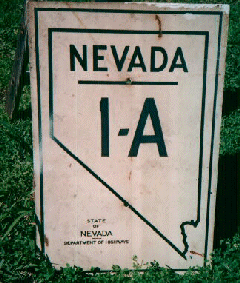 NEVADA
1-A
STATE
OF
NEVADA
DEPARTMENT OF HIGHWAYS